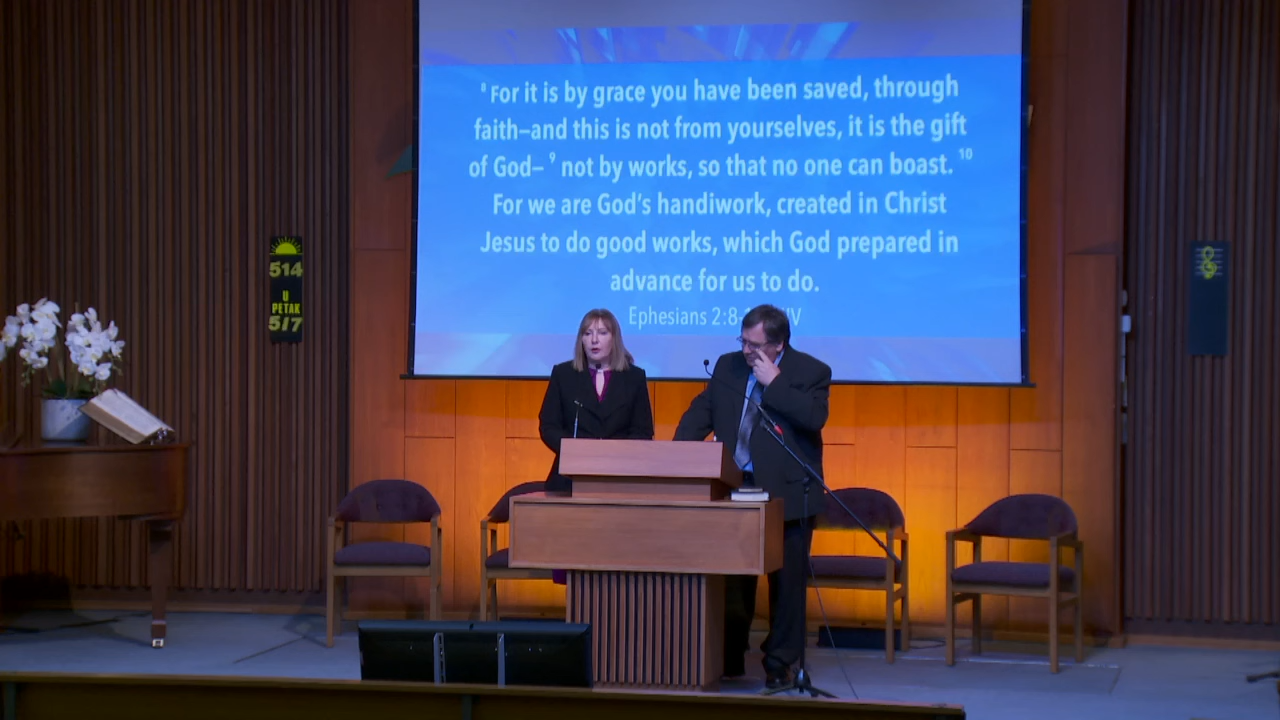 ⁸ For it is by grace you have been saved, through
faith—and this is not from yourselves, it is the gift
of God— ⁹ not by works, so that no one can boast. ¹⁰
For we are God's handiwork, created in Christ
Jesus to do good works, which God prepared in
advance for us to do.
Ephesians 2:8-
514
U
PETAK
517